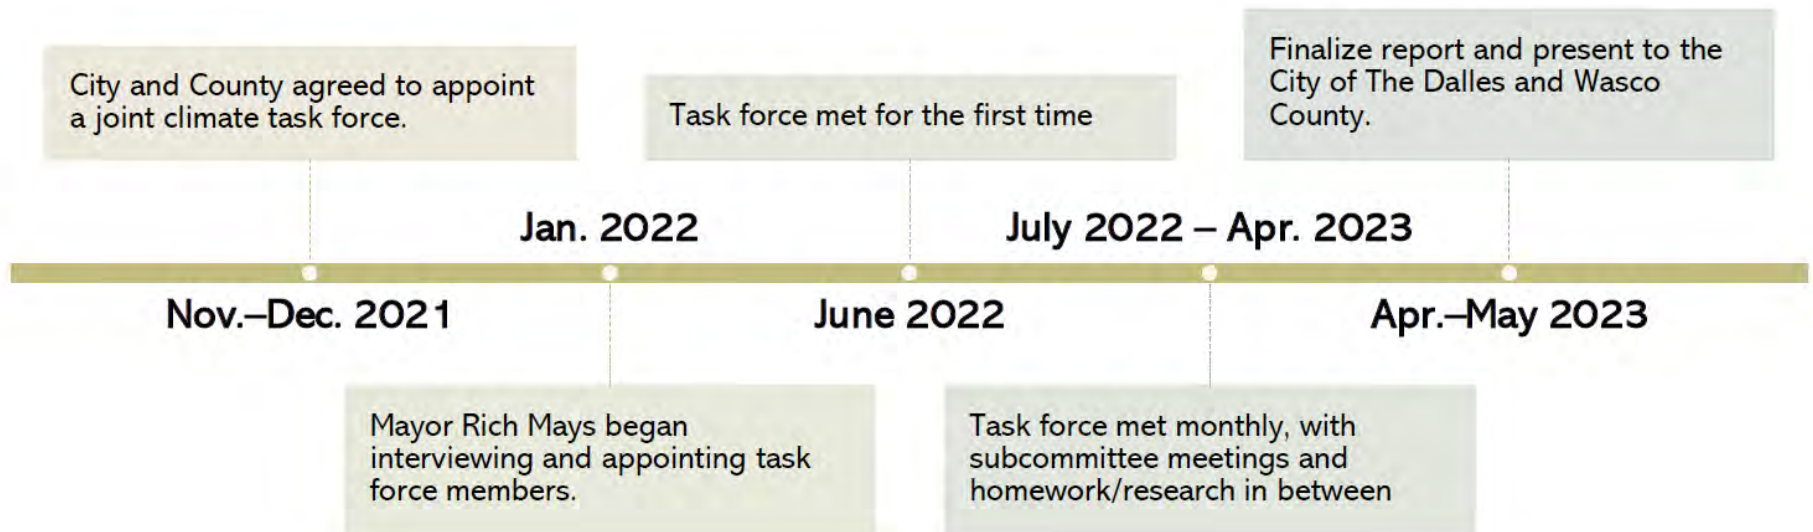 City and County agreed to appoint
a joint climate task force.
Task force met for the first time
Finalize report and present to the
City of The Dalles and Wasco
County.
Jan. 2022
July 2022 – Apr. 2023
Nov.–Dec. 2021
June 2022
Apr.–May 2023
Mayor Rich Mays began
interviewing and appointing task
force members.
Task force met monthly, with
subcommittee meetings and
homework/research in between